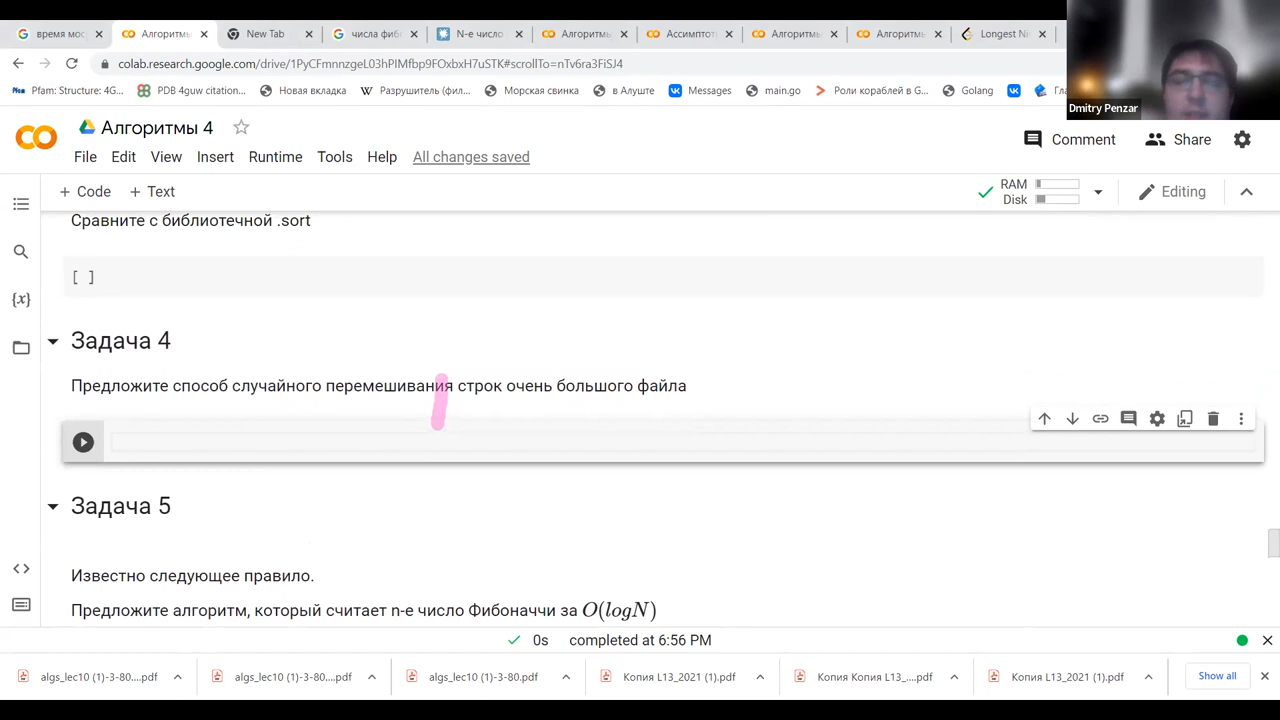 время мос
Алгоритмы
New Tab
числа фиб
N-е число
Алгоритмы
Ассимптот
Алгоритмы
Алгоритмы
Longest Ni
colab.research.google.com/drive/1PyCFmnnzgeL03hPIMfbp9FOxbxH7uSTK#scrollTo=nTv6ra3FiSJ4
Pfam: Structure: 4G...
PDB 4guw citation...
Новая вкладка
Разрушитель (фил...
Морская свинка
в Алуште
Messages
main.go
Роли кораблей в G...
Golang
Dmitry Penzar
CO
Алгоритмы 4
Comment
Share
File Edit View Insert Runtime Tools Help All changes saved
+ Code + Text
RAM
Disk
Editing
Сравните с библиотечной .sort
[ ]
{x}
Задача 4
Предложите способ случайного перемешивания строк очень большого файла
Задача 5
Известно следующее правило.
Предложите алгоритм, который считает n-е число Фибоначчи за O(logN)
0s completed at 6:56 PM
algs_lec10 (1)-3-80....pdf
algs_lec10 (1)-3-80....pdf
algs_lec10 (1)-3-80.pdf
Копия L13_2021 (1).pdf
Копия Копия L13_....pdf
Копия L13_2021 (1).pdf
Show all